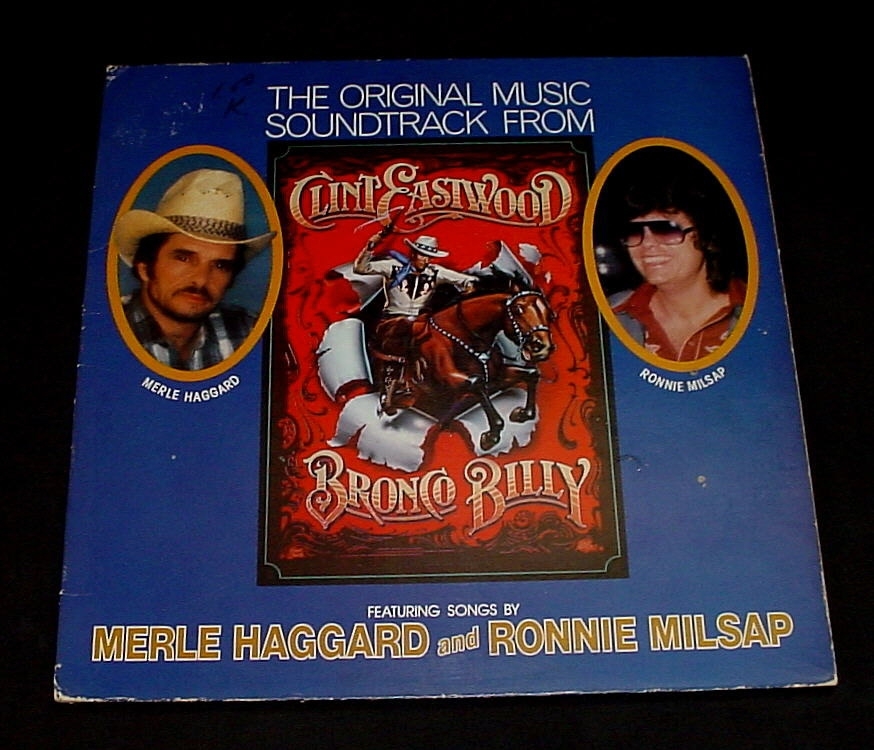 THE ORIGINAL MUSIC
SOUNDTRACK FROM
CLINT EASTWOOD
MERLE HAGGARD
RONNIE MILSAP
BRONCO BILLY
FEATURING SONGS BY
MERLE HAGGARD and RONNIE MILSAP